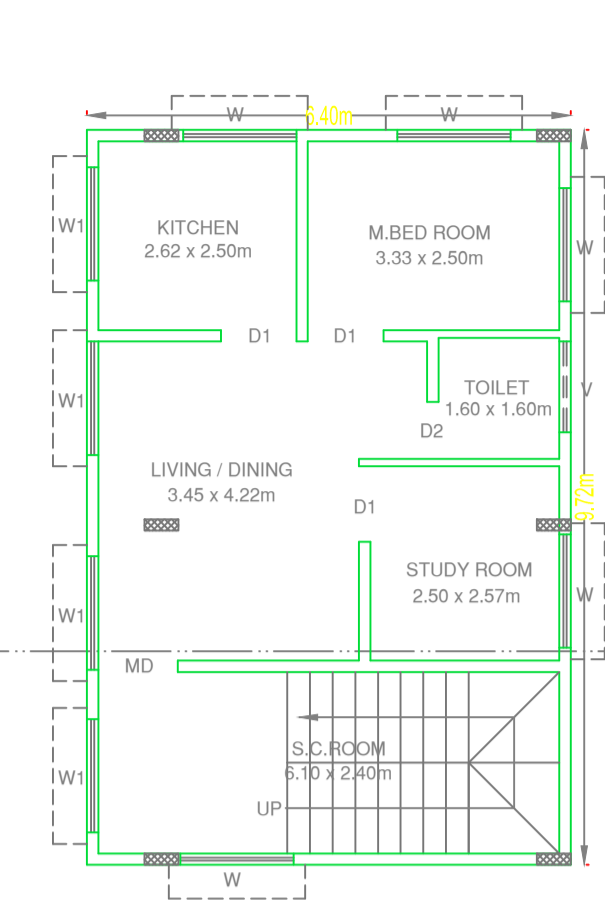 W
6.40m
W
W1
KITCHEN
2.62 x 2.50m
M.BED ROOM
3.33 x 2.50m
W
D1
D1
W1
TOILET
1.60 x 1.60m
V
D2
LIVING / DINING
3.45 x 4.22m
9.72m
D1
STUDY ROOM
2.50 x 2.57m
W
W1
MD
S.C.ROOM
6.10 x 2.40m
W1
UP
W